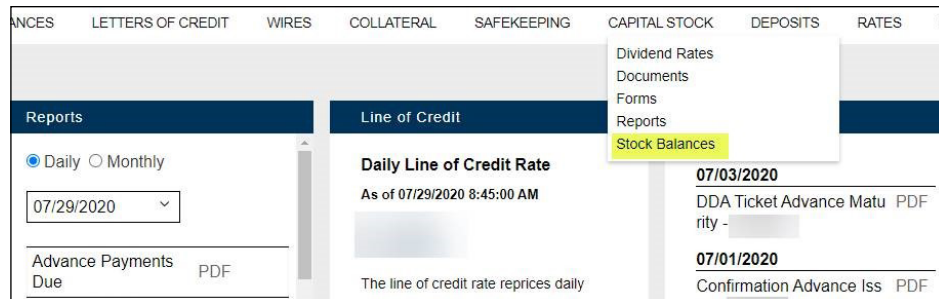 ANCES LETTERS OF CREDIT WIRES COLLATERAL SAFEKEEPING CAPITAL STOCK DEPOSITS RATES
Dividend Rates
Documents
Forms
Reports
Stock Balances
Reports
Daily Monthly
07/29/2020
Advance Payments
Due
PDF
Line of Credit
Daily Line of Credit Rate
As of 07/29/2020 8:45:00 AM
The line of credit rate reprices daily
07/03/2020
DDA Ticket Advance Matu PDF
rity -
07/01/2020
Confirmation Advance Iss PDF